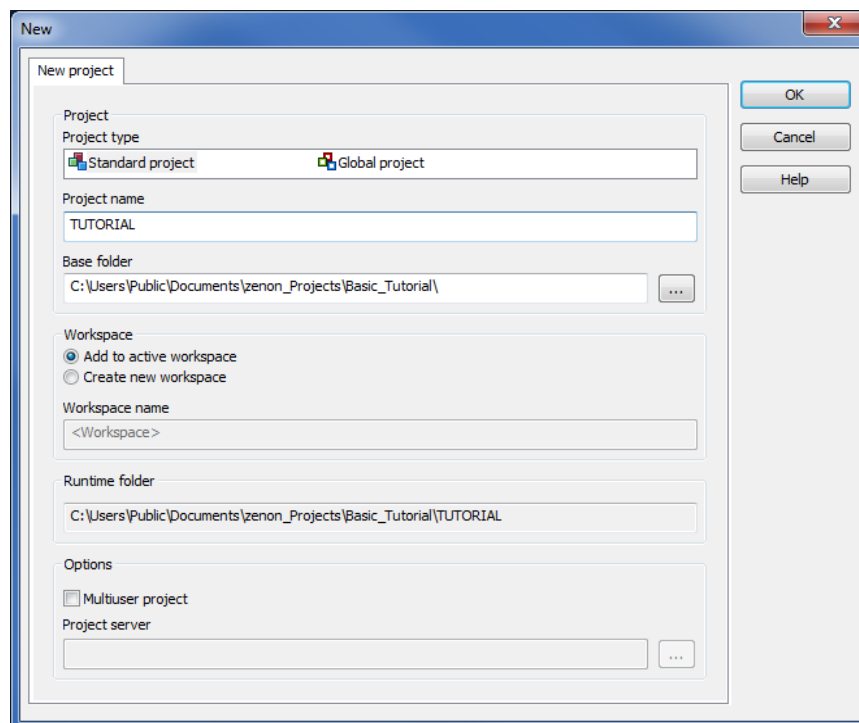 New
New project
OK
Cancel
Help
Project
Project type
Standard project Global project
Project name
TUTORIAL
Base folder
C:\Users\Public\Documents\zenon_Projects\Basic_Tutorial\
...
Workspace
Add to active workspace
Create new workspace
Workspace name
<Workspace>
Runtime folder
C:\Users\Public\Documents\zenon_Projects\Basic_Tutorial\TUTORIAL
Options
Multiuser project
Project server
...